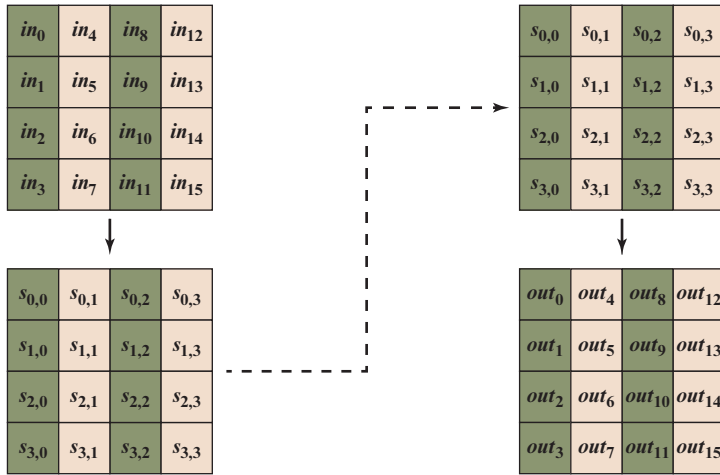 in₀ in₄ in₈ in₁₂
in₁ in₅ in₉ in₁₃
in₂ in₆ in₁₀ in₁₄
in₃ in₇ in₁₁ in₁₅
s₀,₀ s₀,₁ s₀,₂ s₀,₃
s₁,₀ s₁,₁ s₁,₂ s₁,₃
s₂,₀ s₂,₁ s₂,₂ s₂,₃
s₃,₀ s₃,₁ s₃,₂ s₃,₃
s₀,₀ s₀,₁ s₀,₂ s₀,₃
s₁,₀ s₁,₁ s₁,₂ s₁,₃
s₂,₀ s₂,₁ s₂,₂ s₂,₃
s₃,₀ s₃,₁ s₃,₂ s₃,₃
out₀ out₄ out₈ out₁₂
out₁ out₅ out₉ out₁₃
out₂ out₆ out₁₀ out₁₄
out₃ out₇ out₁₁ out₁₅